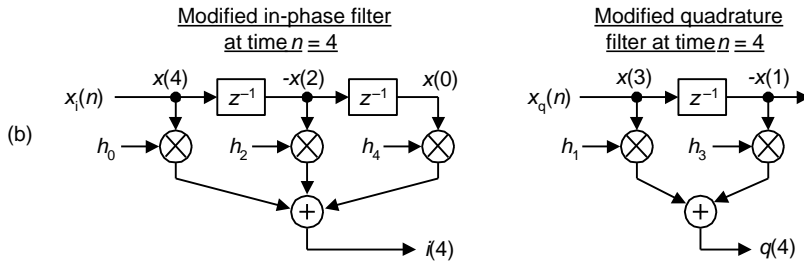 Modified in-phase filter
at time n = 4
Modified quadrature
filter at time n = 4
(b)
x(4) -x(2) x(0)
xᵢ(n) z⁻¹ z⁻¹
h₀ h₂ h₄
+
i(4)
x(3) -x(1)
x_q(n) z⁻¹
h₁ h₃
+
q(4)